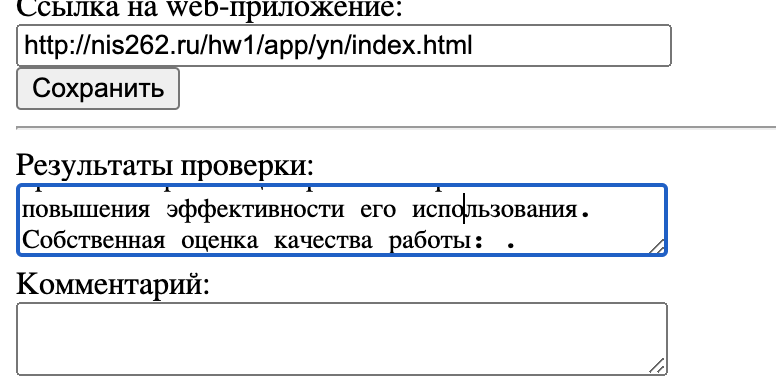 Ссылка на web-приложение:
http://nis262.ru/hw1/app/yn/index.html
Сохранить
Результаты проверки:
повышения эффективности его использования.
Собственная оценка качества работы: .
Комментарий: